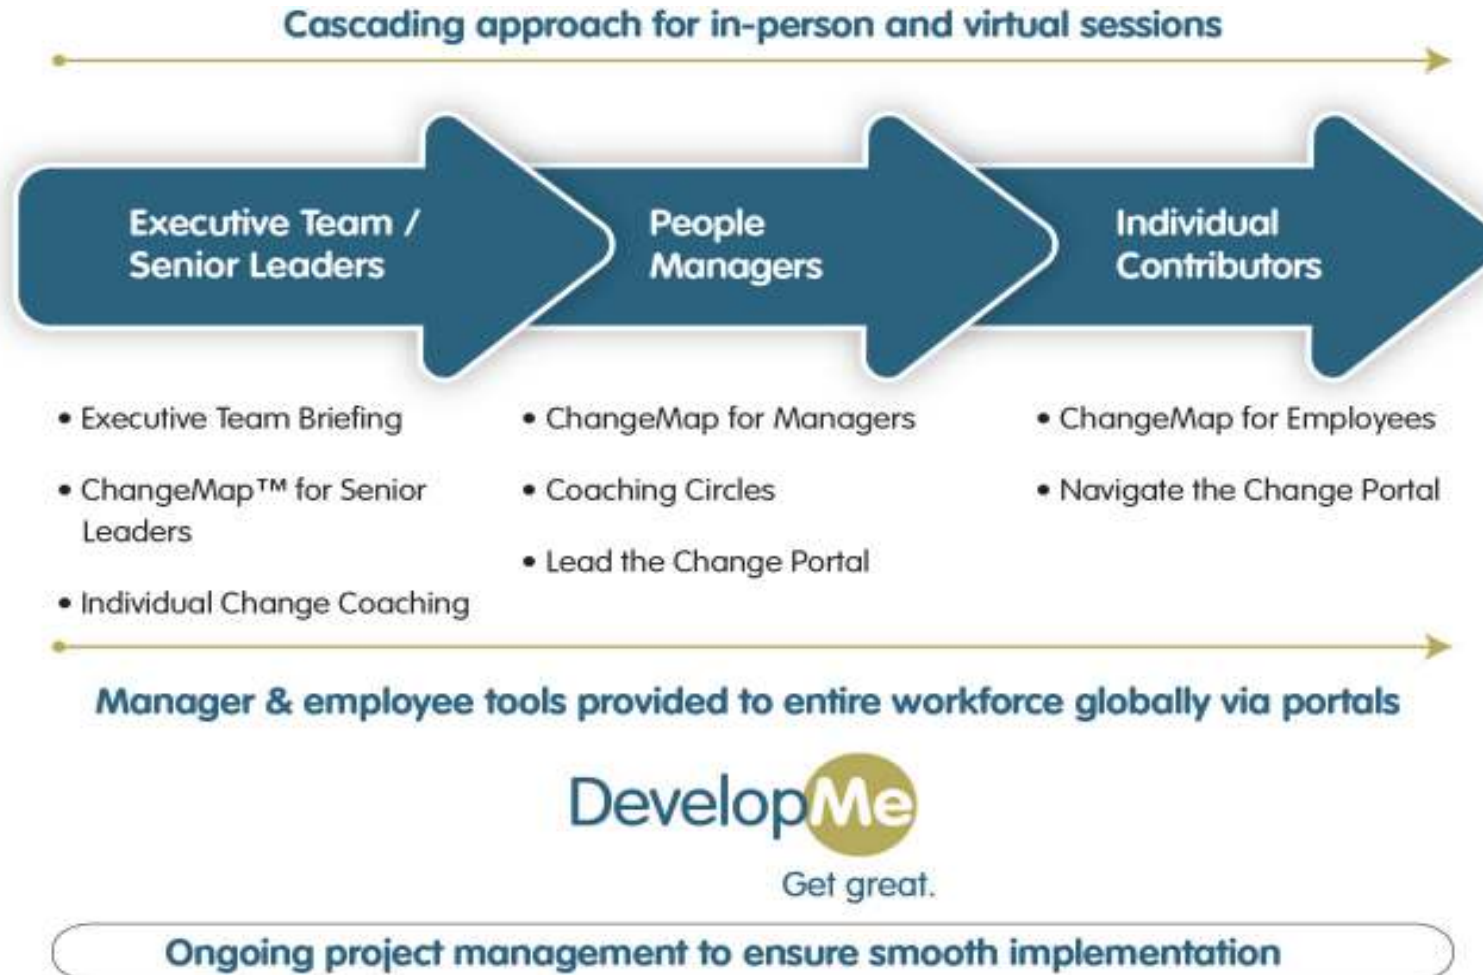 Cascading approach for in-person and virtual sessions
Executive Team /
Senior Leaders
People
Managers
Individual
Contributors
• Executive Team Briefing
• ChangeMap™ for Senior
Leaders
• Individual Change Coaching
• ChangeMap for Managers
• Coaching Circles
• Lead the Change Portal
• ChangeMap for Employees
• Navigate the Change Portal
Manager & employee tools provided to entire workforce globally via portals
DevelopMe
Get great.
Ongoing project management to ensure smooth implementation